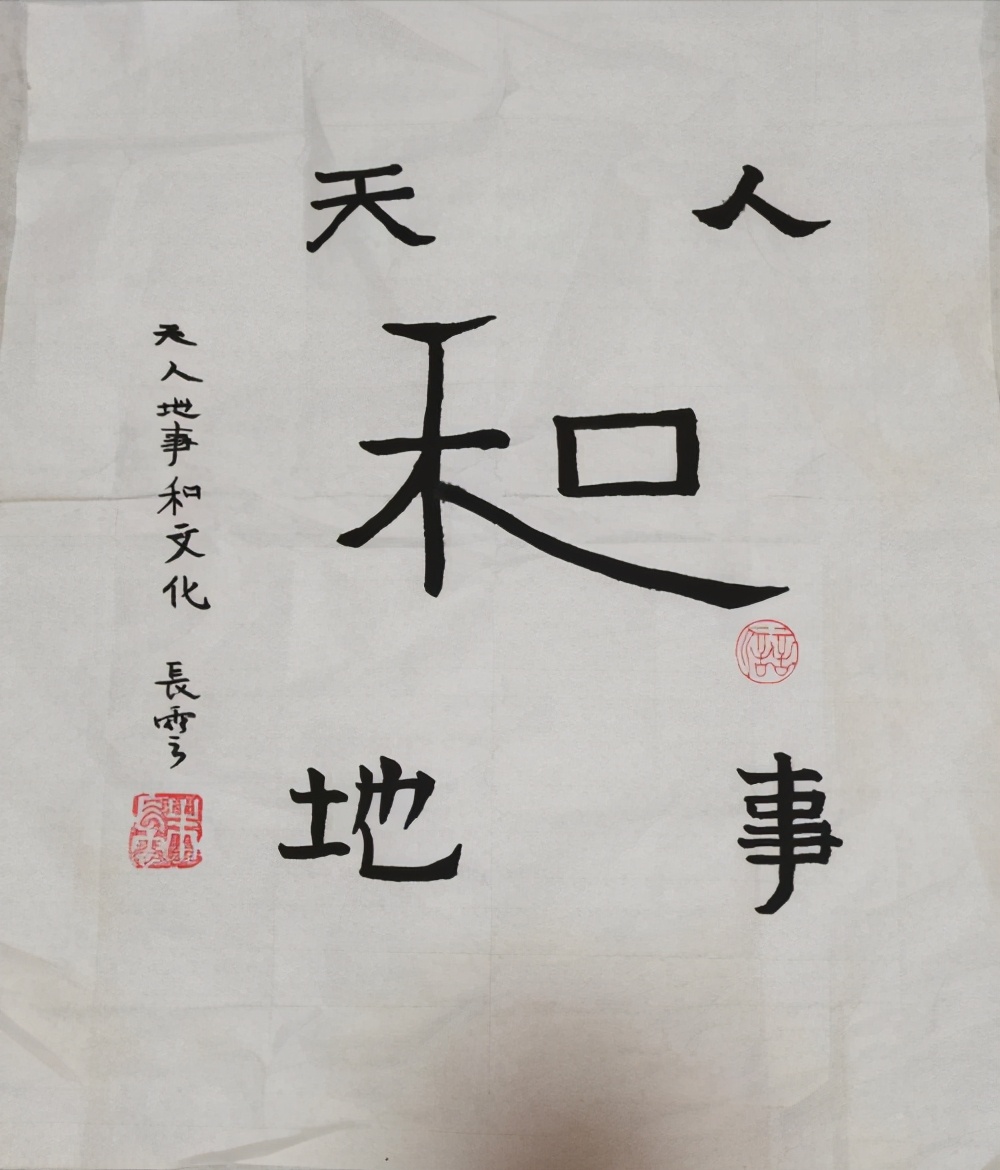 天 人
和
地 事
天人地事和文化
長雲